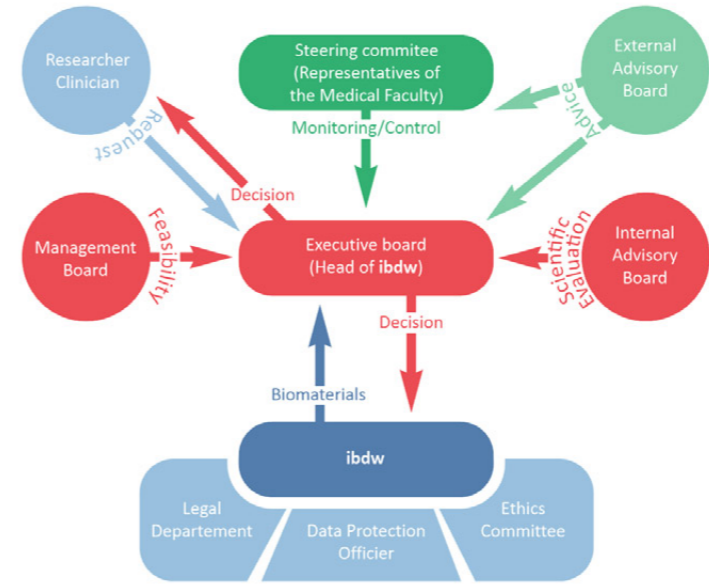 Researcher
Clinician
Steering commitee
(Representatives of
the Medical Faculty)
External
Advisory
Board
Request
Monitoring/Control
Advice
Decision
Management
Board
Feasibility
Executive board
(Head of ibdw)
Scientific
Evaluation
Internal
Advisory
Board
Decision
Biomaterials
ibdw
Legal
Departement
Data Protection
Officier
Ethics
Committee